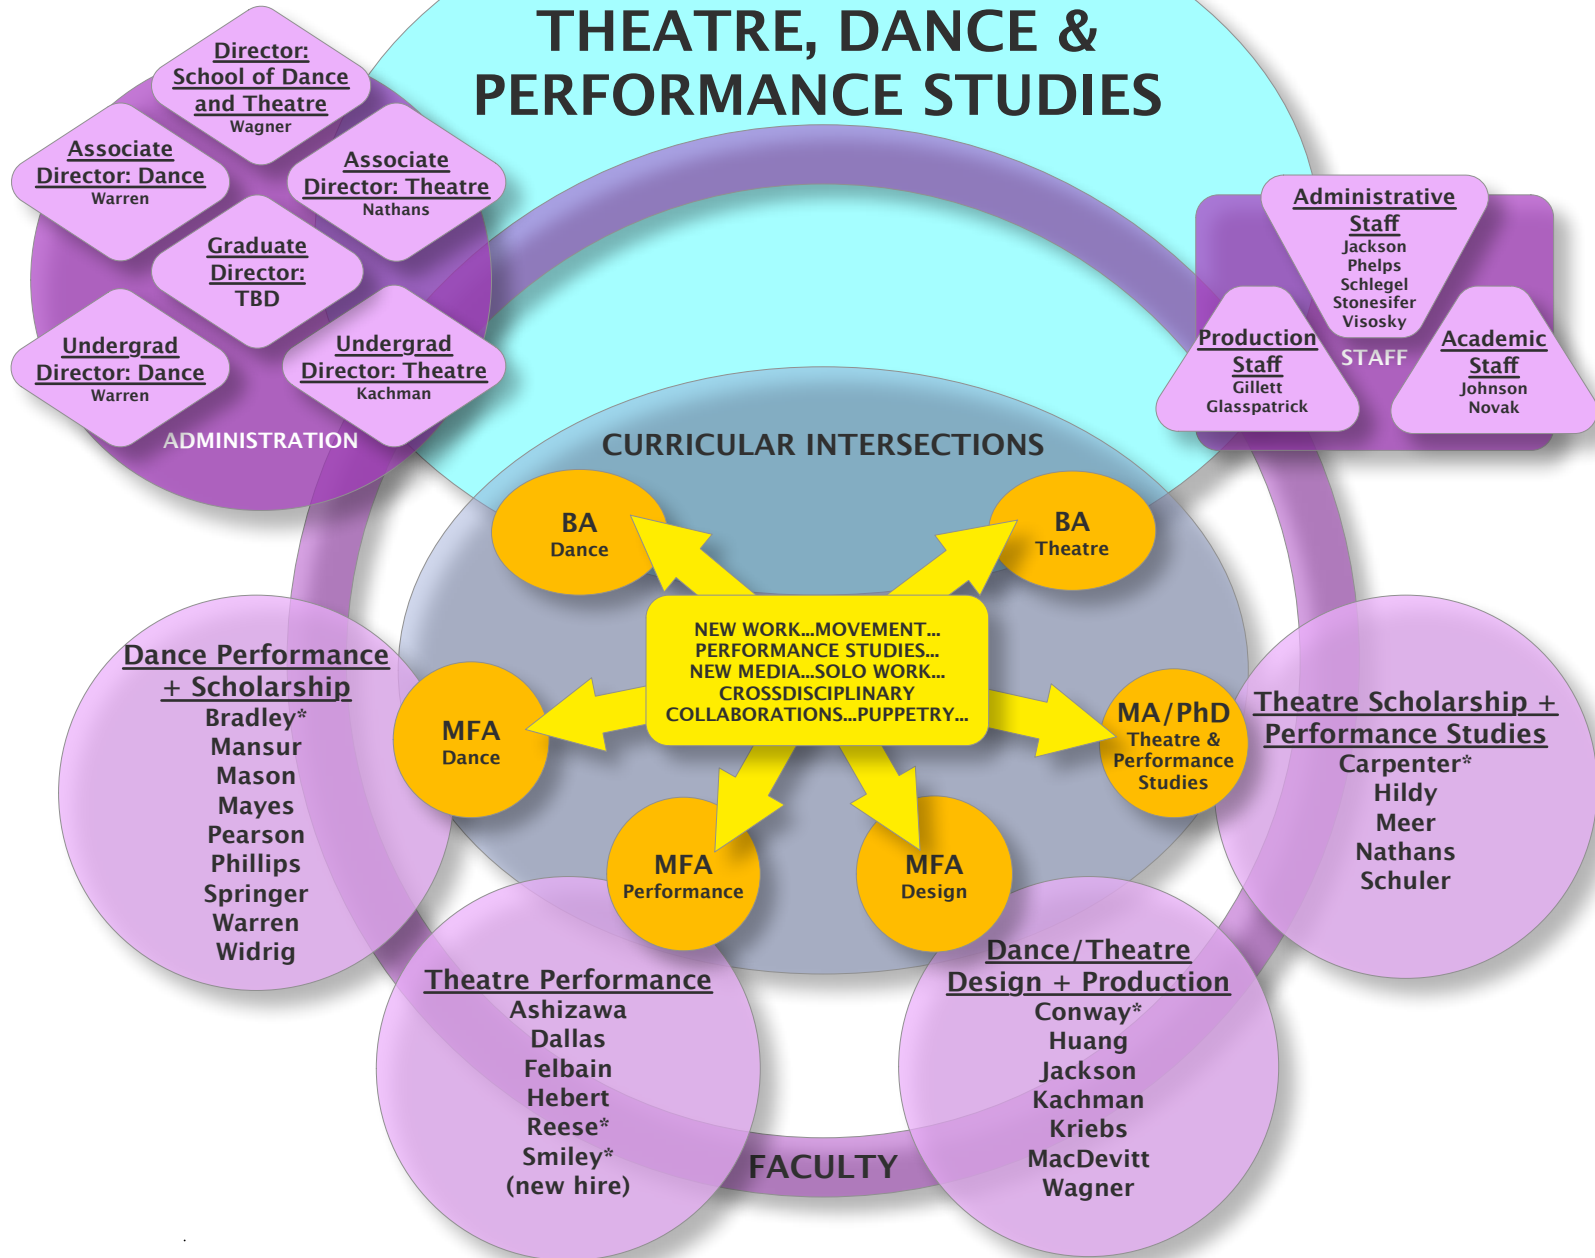 THEATRE, DANCE &
PERFORMANCE STUDIES
Director:
School of Dance
and Theatre
Wagner
Associate
Director: Dance
Warren
Associate
Director: Theatre
Nathans
Graduate
Director:
TBD
Undergrad
Director: Dance
Warren
Undergrad
Director: Theatre
Kachman
ADMINISTRATION
Administrative
Staff
Jackson
Phelps
Schlegel
Stonesifer
Visosky
Production
Staff
Gillett
Glasspatrick
STAFF
Academic
Staff
Johnson
Novak
CURRICULAR INTERSECTIONS
BA
Dance
BA
Theatre
NEW WORK...MOVEMENT...
PERFORMANCE STUDIES...
NEW MEDIA...SOLO WORK...
CROSSDISCIPLINARY
COLLABORATIONS...PUPPETRY...
MFA
Dance
MA/PhD
Theatre &
Performance
Studies
MFA
Performance
MFA
Design
Dance Performance
+ Scholarship
Bradley*
Mansur
Mason
Mayes
Pearson
Phillips
Springer
Warren
Widrig
Theatre Performance
Ashizawa
Dallas
Felbain
Hebert
Reese*
Smiley*
(new hire)
FACULTY
Dance/Theatre
Design + Production
Conway*
Huang
Jackson
Kachman
Kriebs
MacDevitt
Wagner
Theatre Scholarship +
Performance Studies
Carpenter*
Hildy
Meer
Nathans
Schuler